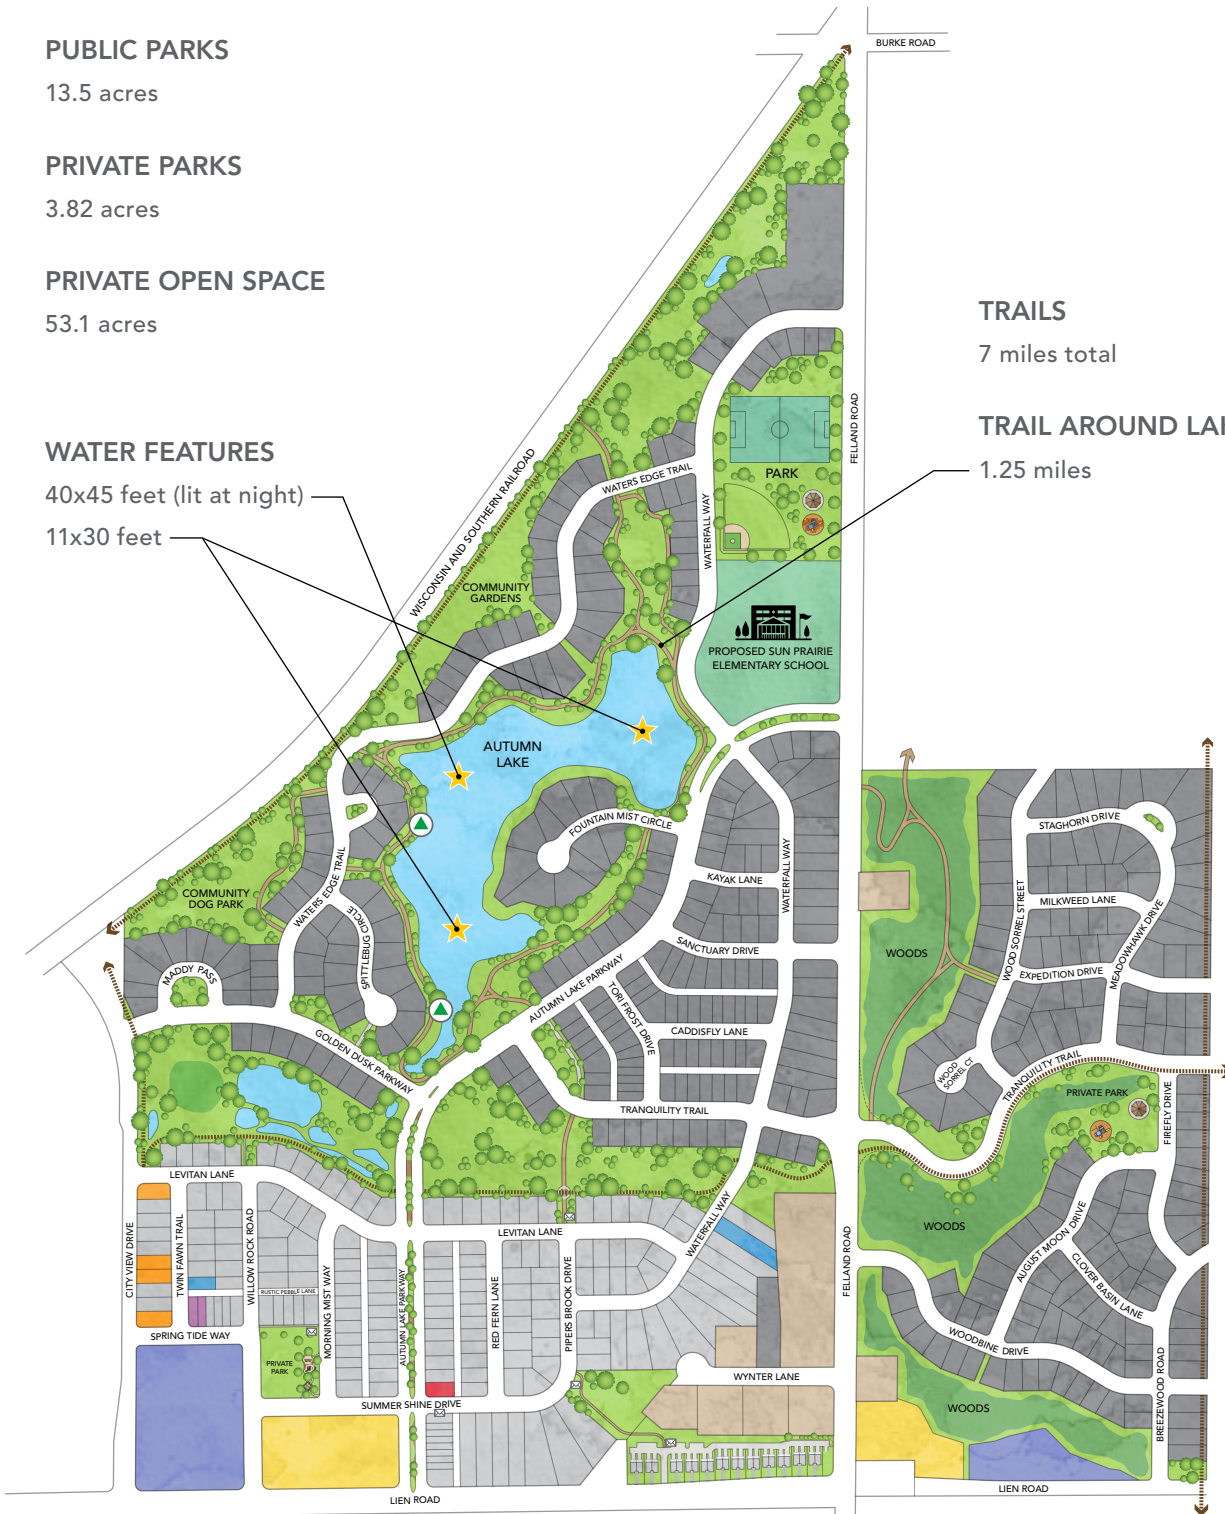 PUBLIC PARKS
13.5 acres
PRIVATE PARKS
3.82 acres
PRIVATE OPEN SPACE
53.1 acres
WATER FEATURES
40x45 feet (lit at night)
11x30 feet
TRAILS
7 miles total
TRAIL AROUND LAK
1.25 miles
BURKE ROAD
FELLAND ROAD
WISCONSIN AND SOUTHERN RAILROAD
WATERS EDGE TRAIL
WATERFALL WAY
PARK
COMMUNITY
GARDENS
PROPOSED SUN PRAIRIE
ELEMENTARY SCHOOL
AUTUMN
LAKE
FOUNTAIN MIST CIRCLE
KAYAK LANE
WATERFALL WAY
SANCTUARY DRIVE
COMMUNITY
DOG PARK
WATERS EDGE TRAIL
SPITTLEBUG CIRCLE
MADDY PASS
GOLDEN DUSK PARKWAY
AUTUMN LAKE PARKWAY
TORI FROST DRIVE
CADDISFLY LANE
TRANQUILITY TRAIL
STAGHORN DRIVE
MILKWEED LANE
WOOD SORREL STREET
MEADOWHAWK DRIVE
EXPEDITION DRIVE
WOODS
WOOD
SORREL CT
TRANQUILITY TRAIL
PRIVATE PARK
FIREFLY DRIVE
WOODS
AUGUST MOON DRIVE
CLOVER BASIN LANE
WOODBINE DRIVE
BREEZEWOOD ROAD
WOODS
LIEN ROAD
FELLAND ROAD
LEVITAN LANE
CITY VIEW DRIVE
TWIN FAWN TRAIL
WILLOW ROCK ROAD
RUSTIC PEBBLE LANE
MORNING MIST WAY
AUTUMN LAKE PARKWAY
RED FERN LANE
PIPERS BROOK DRIVE
LEVITAN LANE
WATERFALL WAY
SPRING TIDE WAY
PRIVATE
PARK
SUMMER SHINE DRIVE
WYNTER LANE
LIEN ROAD